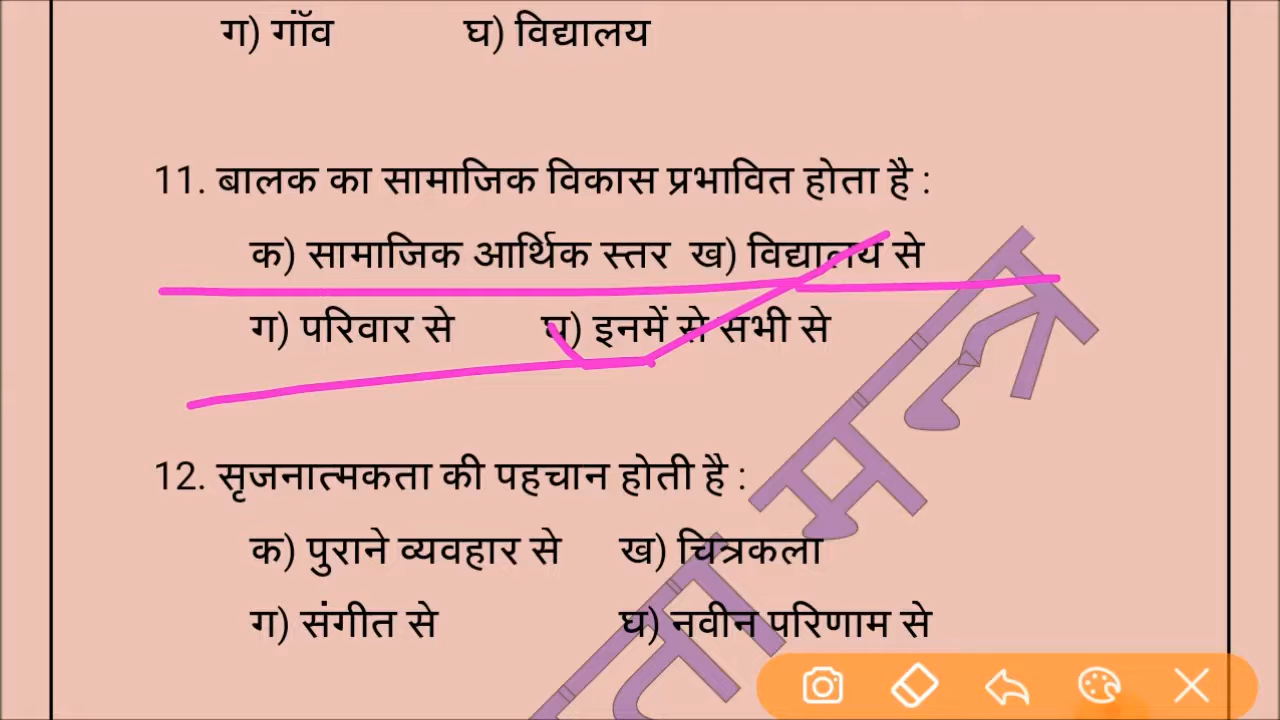 ग) गाॅंव घ) विद्यालय
11. बालक का सामाजिक विकास प्रभावित होता है :
क) सामाजिक आर्थिक स्तर ख) विद्यालय से
ग) परिवार से घ) इनमें से सभी से
12. सृजनात्मकता की पहचान होती है :
क) पुराने व्यवहार से ख) चित्रकला
ग) संगीत से घ) नवीन परिणाम से